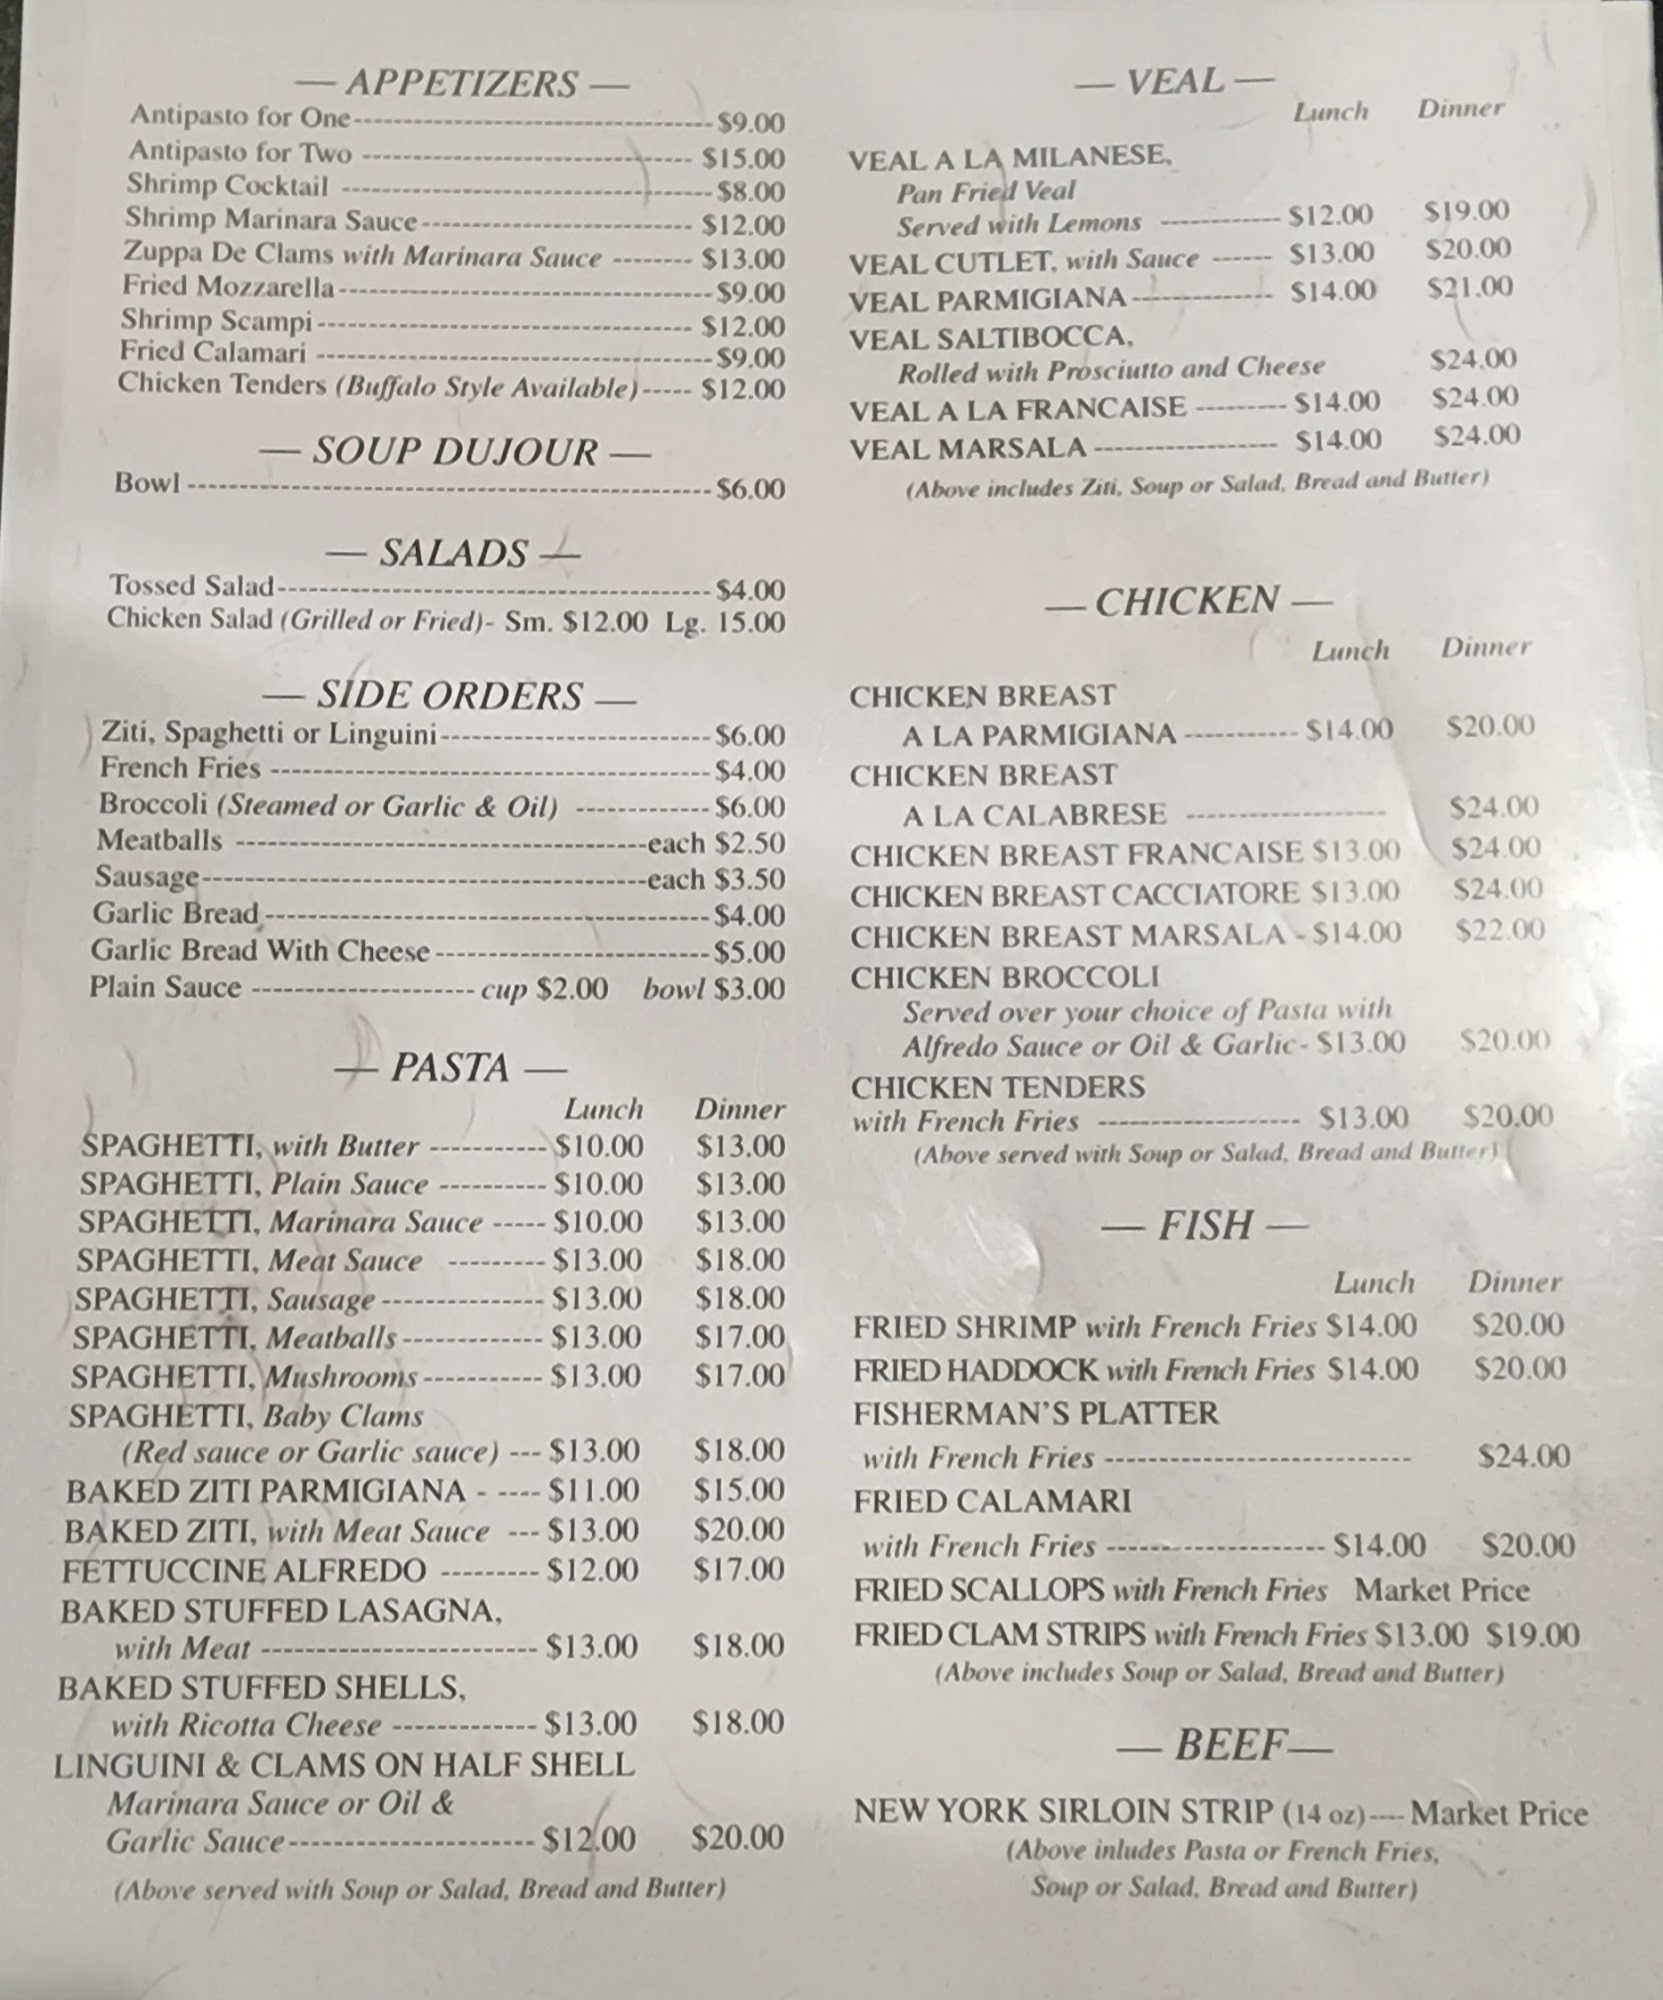 — APPETIZERS —
Antipasto for One ------ $9.00
Antipasto for Two ------ $15.00
Shrimp Cocktail ------ $8.00
Shrimp Marinara Sauce ------ $12.00
Zuppa De Clams with Marinara Sauce ------ $13.00
Fried Mozzarella ------ $9.00
Shrimp Scampi ------ $12.00
Fried Calamari ------ $9.00
Chicken Tenders (Buffalo Style Available) ----- $12.00
— SOUP DUJOUR —
Bowl ------ $6.00
— SALADS —
Tossed Salad ------ $4.00
Chicken Salad (Grilled or Fried)- Sm. $12.00 Lg. 15.00
— SIDE ORDERS —
Ziti, Spaghetti or Linguini ------ $6.00
French Fries ------ $4.00
Broccoli (Steamed or Garlic & Oil) ------ $6.00
Meatballs ------ each $2.50
Sausage ------ each $3.50
Garlic Bread ------ $4.00
Garlic Bread With Cheese ------ $5.00
Plain Sauce ------ cup $2.00 bowl $3.00
— PASTA —
Lunch Dinner
SPAGHETTI, with Butter ------ $10.00 $13.00
SPAGHETTI, Plain Sauce ------ $10.00 $13.00
SPAGHETTI, Marinara Sauce ----- $10.00 $13.00
SPAGHETTI, Meat Sauce ------ $13.00 $18.00
SPAGHETTI, Sausage ------ $13.00 $18.00
SPAGHETTI, Meatballs ------ $13.00 $17.00
SPAGHETTI, Mushrooms ------ $13.00 $17.00
SPAGHETTI, Baby Clams
(Red sauce or Garlic sauce) --- $13.00 $18.00
BAKED ZITI PARMIGIANA - ---- $11.00 $15.00
BAKED ZITI, with Meat Sauce --- $13.00 $20.00
FETTUCCINE ALFREDO ------ $12.00 $17.00
BAKED STUFFED LASAGNA,
with Meat ------ $13.00 $18.00
BAKED STUFFED SHELLS,
with Ricotta Cheese ------ $13.00 $18.00
LINGUINI & CLAMS ON HALF SHELL
Marinara Sauce or Oil &
Garlic Sauce ------ $12.00 $20.00
(Above served with Soup or Salad, Bread and Butter)
— VEAL —
Lunch Dinner
VEAL A LA MILANESE,
Pan Fried Veal
Served with Lemons ------ $12.00 $19.00
VEAL CUTLET, with Sauce ------ $13.00 $20.00
VEAL PARMIGIANA ------ $14.00 $21.00
VEAL SALTIBOCCA,
Rolled with Prosciutto and Cheese $24.00
VEAL A LA FRANCAISE ------ $14.00 $24.00
VEAL MARSALA ------ $14.00 $24.00
(Above includes Ziti, Soup or Salad, Bread and Butter)
— CHICKEN —
Lunch Dinner
CHICKEN BREAST
A LA PARMIGIANA ------ $14.00 $20.00
CHICKEN BREAST
A LA CALABRESE ------ $24.00
CHICKEN BREAST FRANCAISE $13.00 $24.00
CHICKEN BREAST CACCIATORE $13.00 $24.00
CHICKEN BREAST MARSALA - $14.00 $22.00
CHICKEN BROCCOLI
Served over your choice of Pasta with
Alfredo Sauce or Oil & Garlic- $13.00 $20.00
CHICKEN TENDERS
with French Fries ------ $13.00 $20.00
(Above served with Soup or Salad, Bread and Butter)
— FISH —
Lunch Dinner
FRIED SHRIMP with French Fries $14.00 $20.00
FRIED HADDOCK with French Fries $14.00 $20.00
FISHERMAN'S PLATTER
with French Fries ------ $24.00
FRIED CALAMARI
with French Fries ------ $14.00 $20.00
FRIED SCALLOPS with French Fries Market Price
FRIED CLAM STRIPS with French Fries $13.00 $19.00
(Above includes Soup or Salad, Bread and Butter)
— BEEF —
NEW YORK SIRLOIN STRIP (14 oz)---- Market Price
(Above inludes Pasta or French Fries,
Soup or Salad, Bread and Butter)